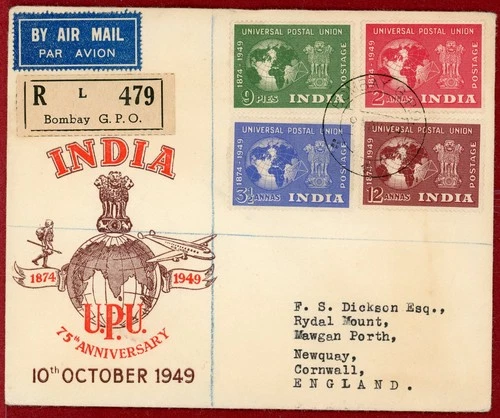 BY AIR MAIL
PAR AVION
R L 479
Bombay G.P.O.
INDIA
1874 1949
U.P.U.
75th ANNIVERSARY
10th OCTOBER 1949
UNIVERSAL POSTAL UNION
1874-1949
POSTAGE
9 PIES INDIA
UNIVERSAL POSTAL UNION
1874-1949
POSTAGE
2 ANNAS INDIA
UNIVERSAL POSTAL UNION
1874-1949
POSTAGE
3½ ANNAS INDIA
UNIVERSAL POSTAL UNION
1874-1949
POSTAGE
12 ANNAS INDIA
F. S. Dickson Esq.,
Rydal Mount,
Mawgan Porth,
Newquay,
Cornwall,
ENGLAND.